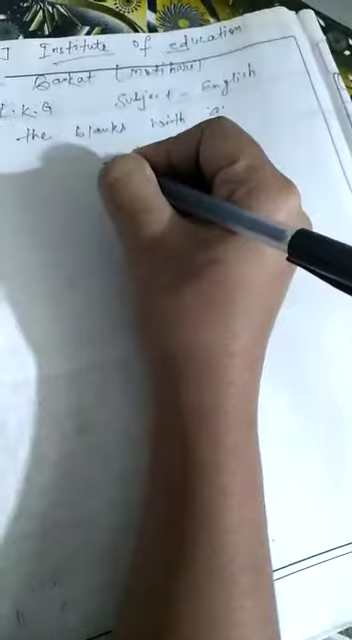 Institute of education
Barkat (motihari)
L.K.G Subject - English
the blanks with 'a'